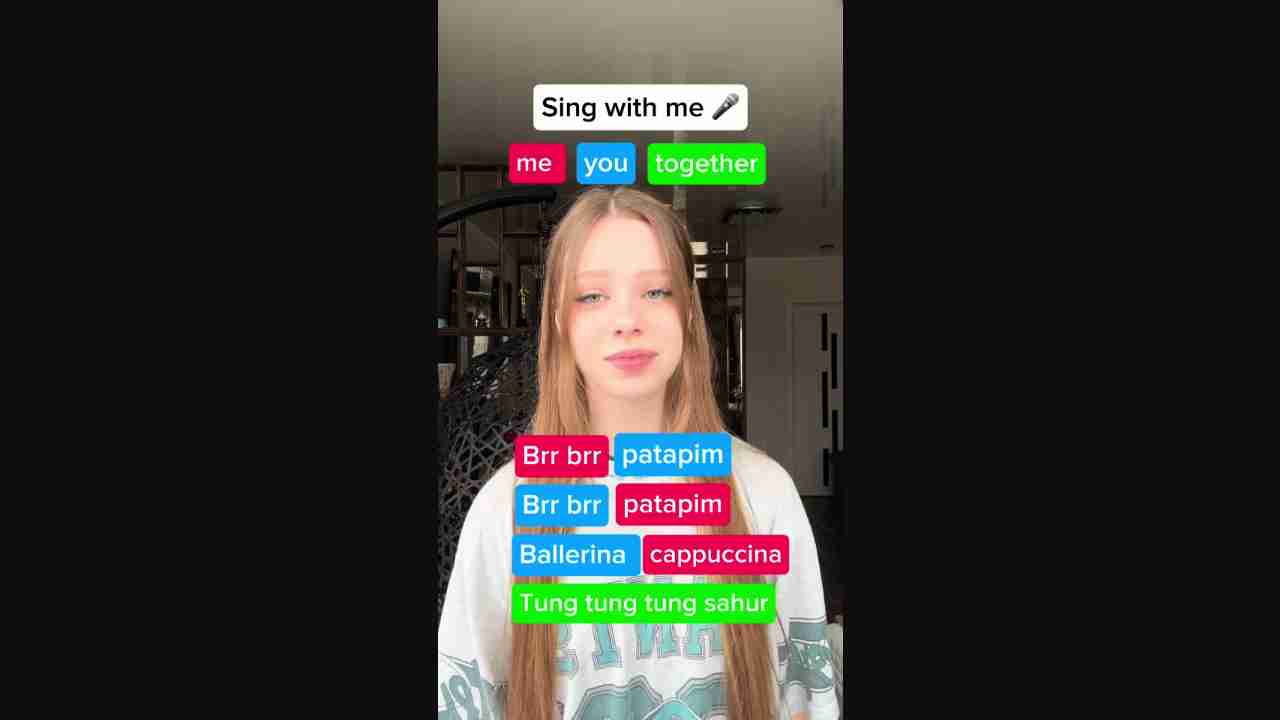 Sing with me 🎤
me you together
Brr brr patapim
Brr brr patapim
Ballerina cappuccina
Tung tung tung sahur